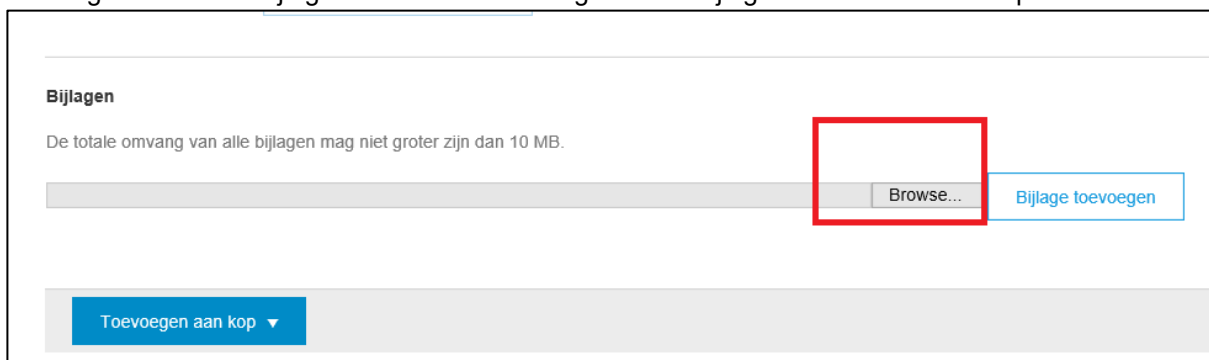 Bijlagen
De totale omvang van alle bijlagen mag niet groter zijn dan 10 MB.
Browse... Bijlage toevoegen
Toevoegen aan kop ▼